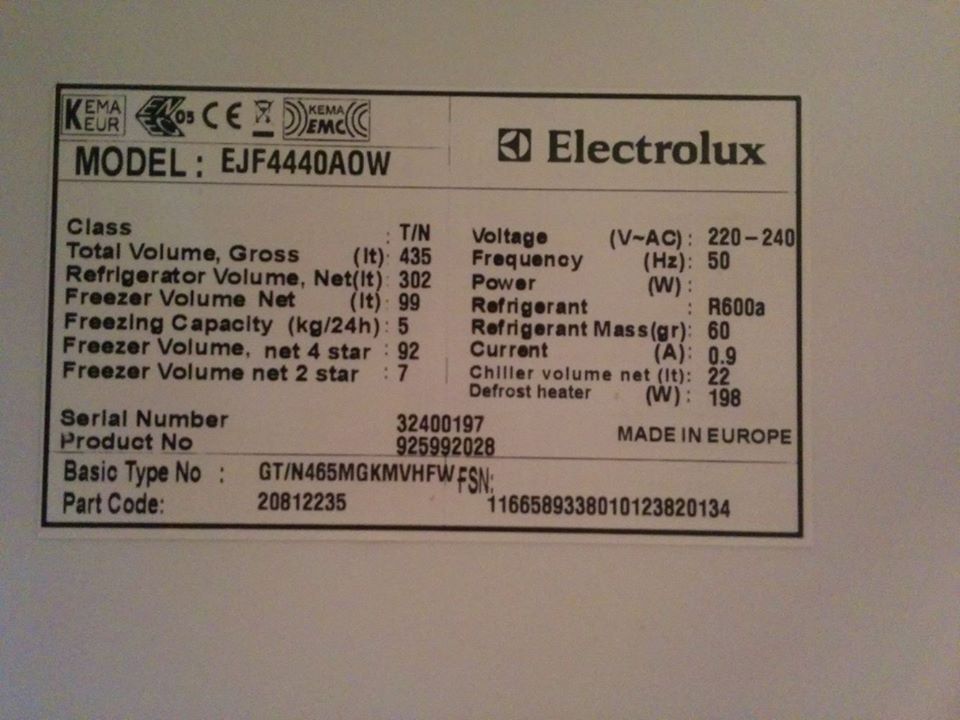 KEMA EUR 05 CE KEMA EMC
Electrolux
MODEL: EJF4440AOW
Class : T/N
Total Volume, Gross (lt): 435
Refrigerator Volume, Net(lt): 302
Freezer Volume Net (lt): 99
Freezing Capacity (kg/24h): 5
Freezer Volume, net 4 star : 92
Freezer Volume net 2 star : 7
Voltage (V~AC): 220-240
Frequency (Hz): 50
Power (W) :
Refrigerant : R600a
Refrigerant Mass(gr): 60
Current (A): 0.9
Chiller volume net (lt): 22
Defrost heater (W): 198
Serial Number 32400197
Product No 925992028
MADE IN EUROPE
Basic Type No : GT/N465MGKMVHFW FSN:
Part Code: 20812235 1166589338010123820134